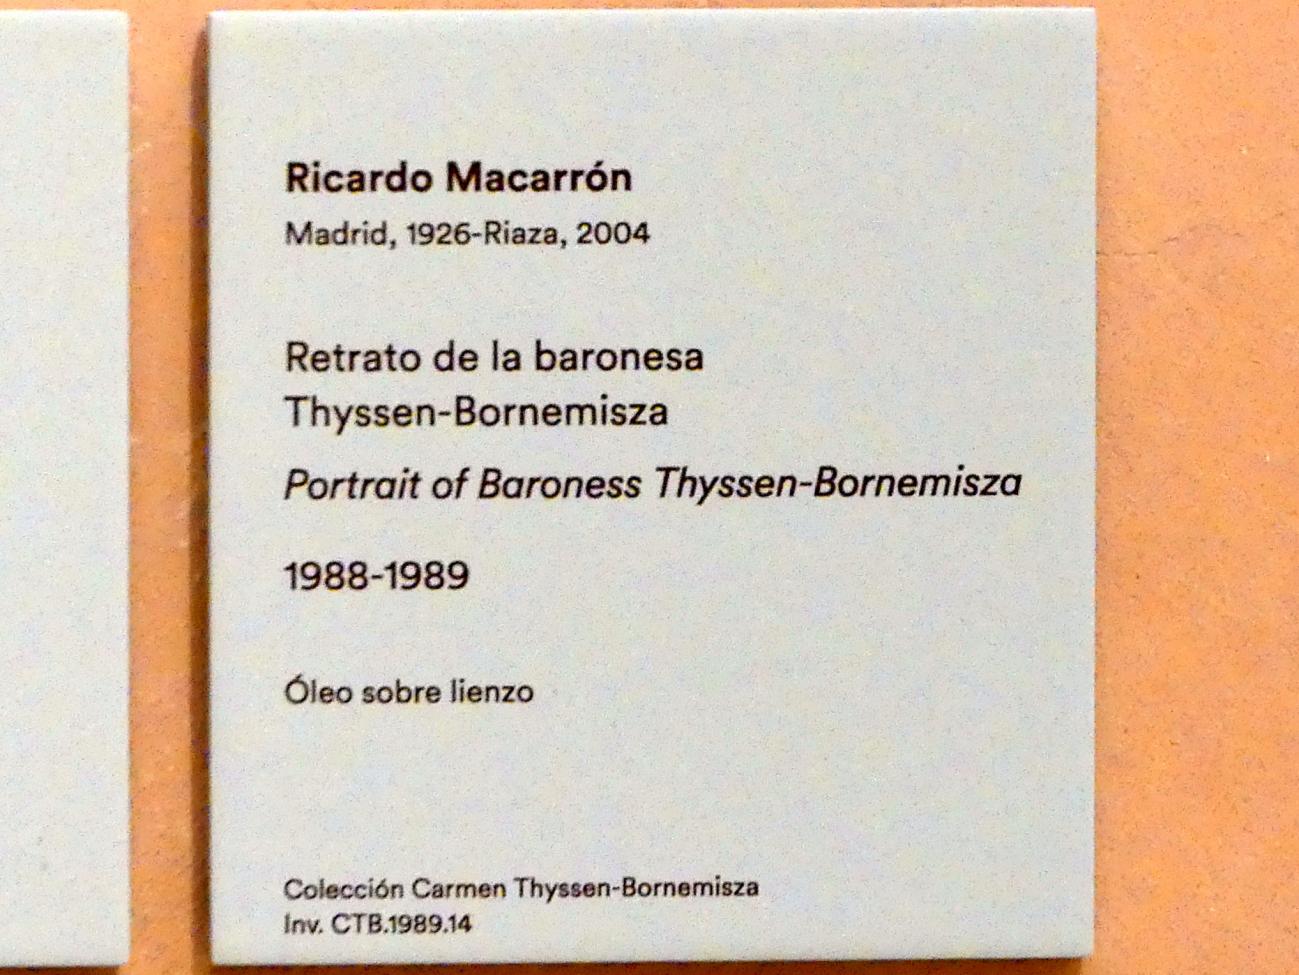 Ricardo Macarrón
Madrid, 1926-Riaza, 2004
Retrato de la baronesa
Thyssen-Bornemisza
Portrait of Baroness Thyssen-Bornemisza
1988-1989
Óleo sobre lienzo
Colección Carmen Thyssen-Bornemisza
Inv. CTB.1989.14